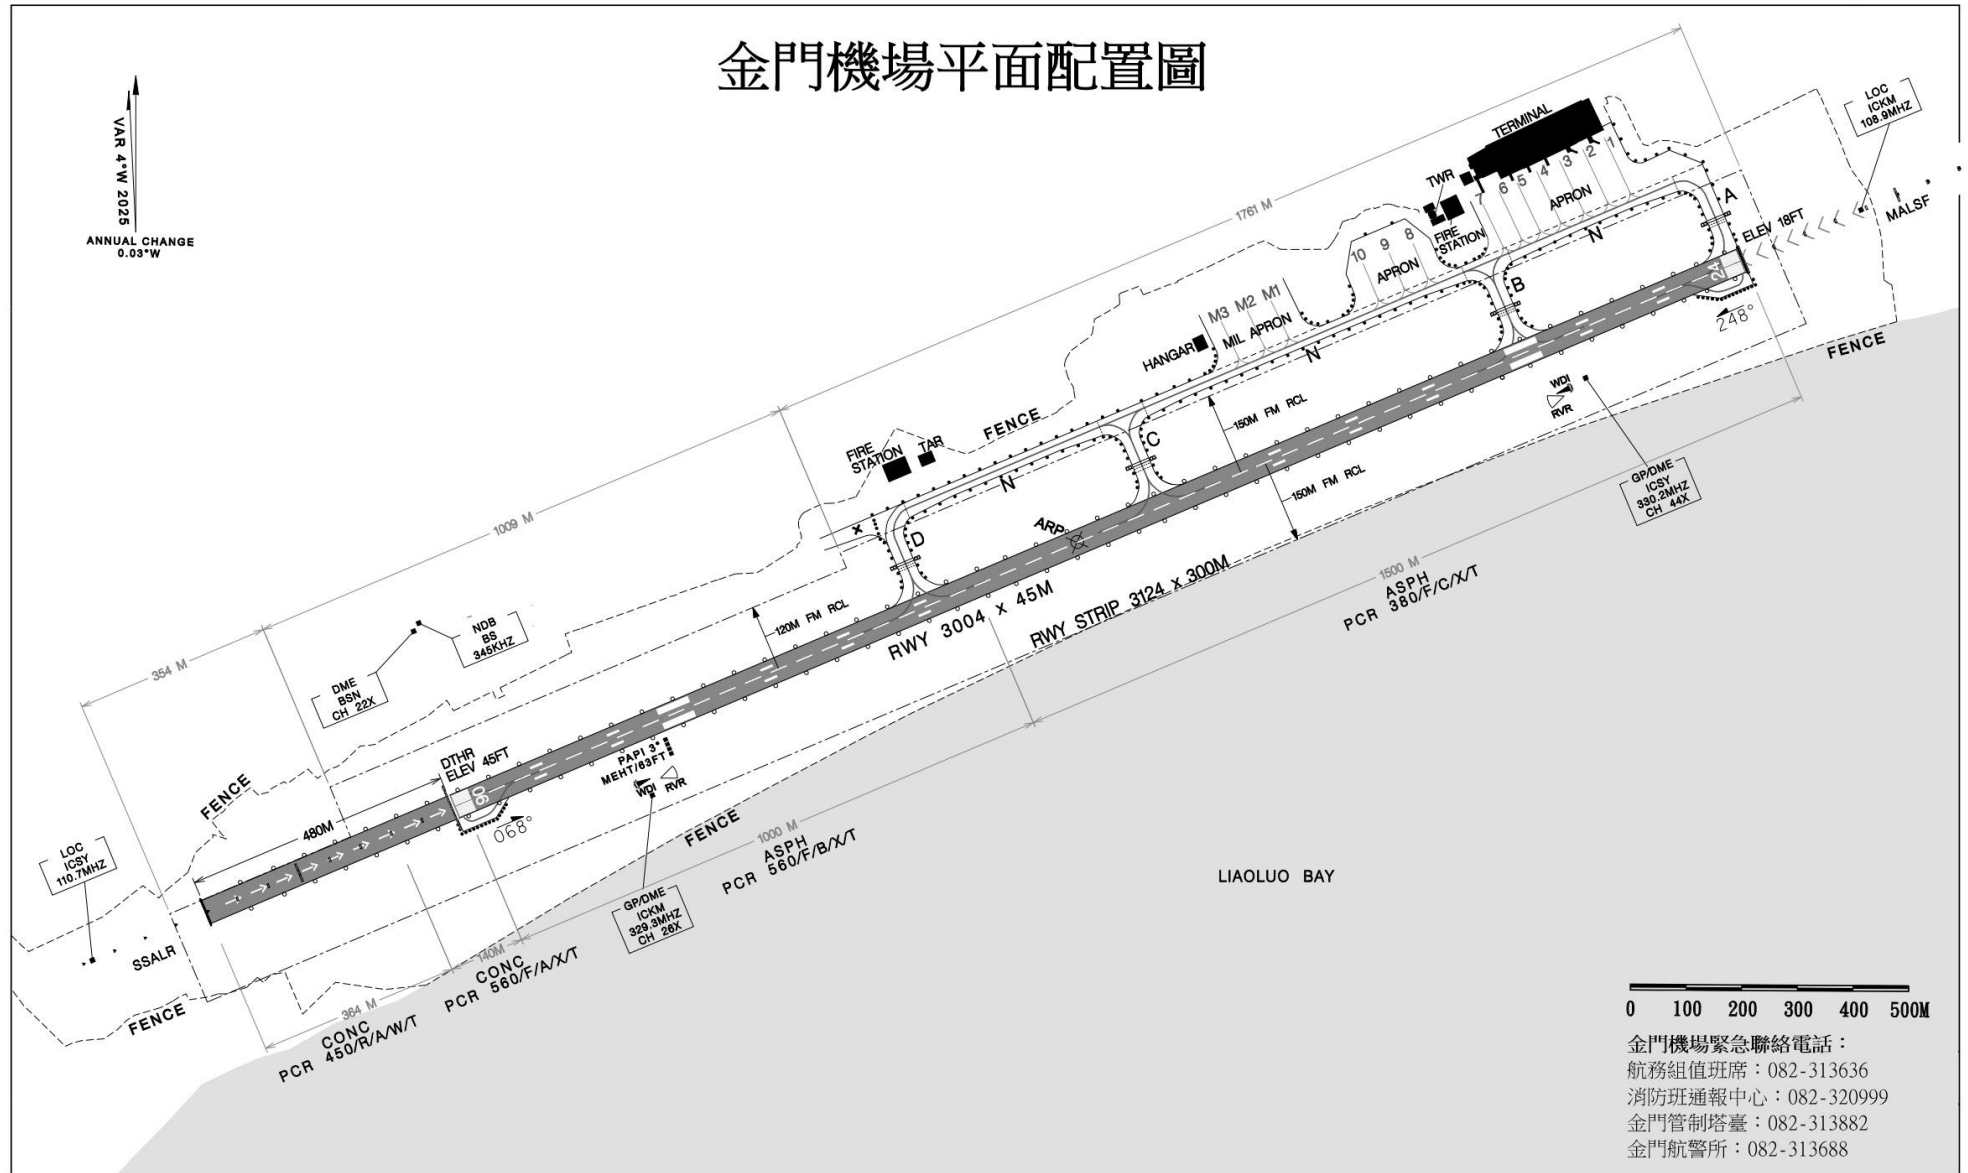 金門機場平面配置圖
VAR 4°W 2025
ANNUAL CHANGE
0.03°W
1761 M
LOC
ICKM
108.9MHZ
TERMINAL
TWR
7 6 5 4 3 2 1
APRON
FIRE
STATION
A
ELEV 18FT
MALSF
N
10 9 8
APRON
B
24
248°
M3 M2 M1
MIL APRON
HANGAR
N
FENCE
WDI
RVR
FENCE
150M FM RCL
C
FIRE
STATION
TAR
N
150M FM RCL
GP/DME
ICSY
330.2MHZ
CH 44X
1009 M
ARP
D
1500 M
ASPH
PCR 380/F/C/X/T
RWY 3004 X 45M
RWY STRIP 3124 X 300M
120M FM RCL
NDB
BS
345KHZ
354 M
DME
BSN
CH 22X
DTHR
ELEV 45FT
PAPI 3°
MEHT/63FT
WDI
RVR
06
068°
FENCE
480M
FENCE
1000 M
ASPH
PCR 560/F/B/X/T
LOC
ICSY
110.7MHZ
GP/DME
ICKM
329.3MHZ
CH 26X
LIAOLUO BAY
SSALR
140M
CONC
PCR 560/F/A/X/T
FENCE
364 M
CONC
PCR 450/R/A/W/T
0 100 200 300 400 500M
金門機場緊急聯絡電話：
航務組值班席：082-313636
消防班通報中心：082-320999
金門管制塔臺：082-313882
金門航警所：082-313688